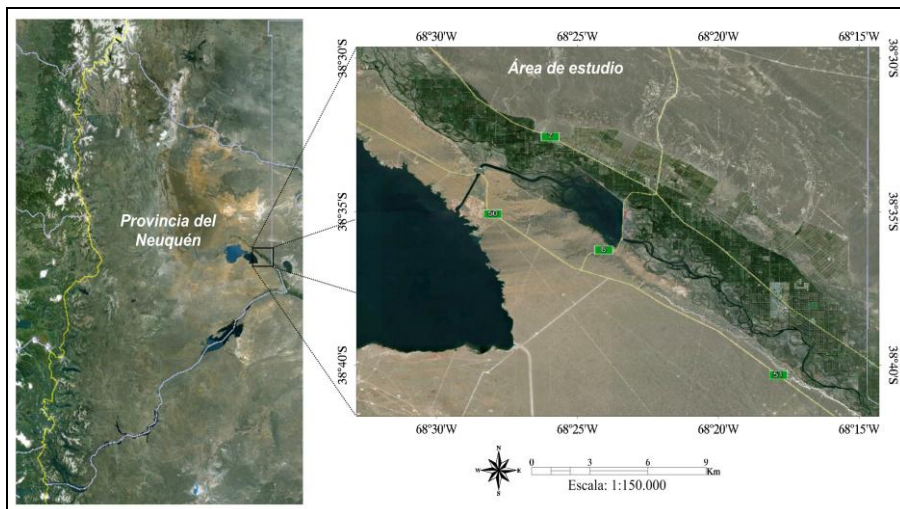 Provincia del
Neuquén
38°30'S
38°35'S
38°40'S
68°30'W
68°25'W
68°20'W
68°15'W
Área de estudio
7
50
51
38°30'S
38°35'S
38°40'S
68°30'W
68°25'W
68°20'W
68°15'W
N
W
E
S
0
3
6
9
Km
Escala: 1:150.000